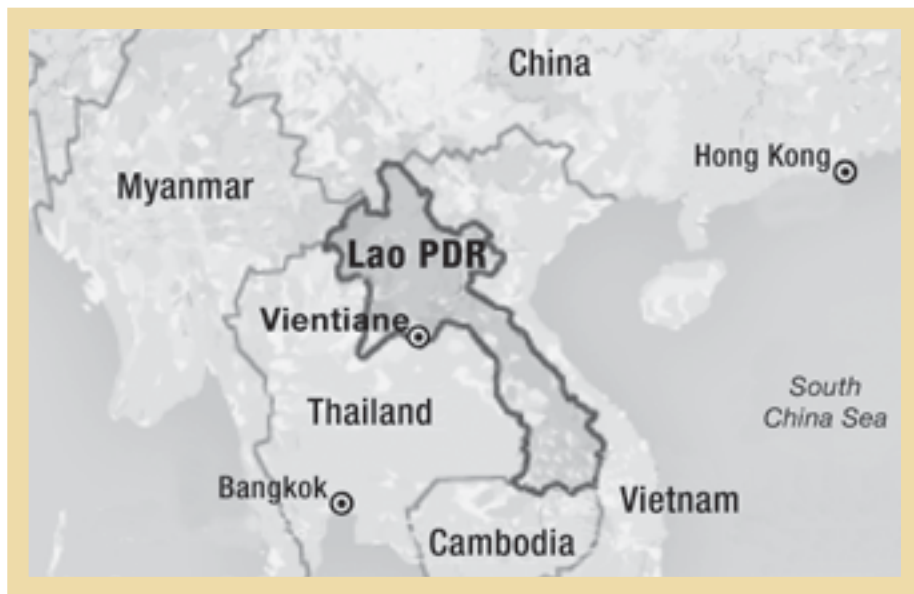 China
Hong Kong
Myanmar
Lao PDR
Vientiane
South
China Sea
Thailand
Bangkok
Vietnam
Cambodia